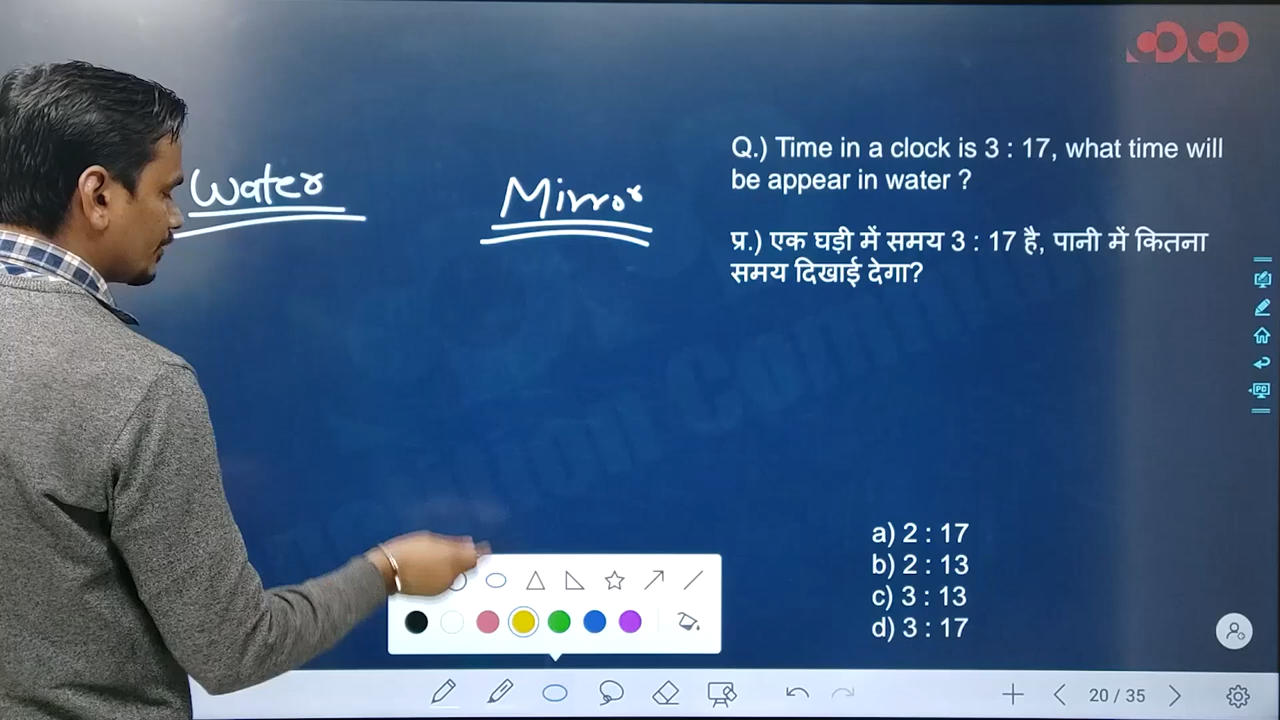 Water
Mirror
Q.) Time in a clock is 3 : 17, what time will
be appear in water ?
प्र.) एक घड़ी में समय 3 : 17 है, पानी में कितना
समय दिखाई देगा?
a) 2 : 17
b) 2 : 13
c) 3 : 13
d) 3 : 17
PC
20 / 35